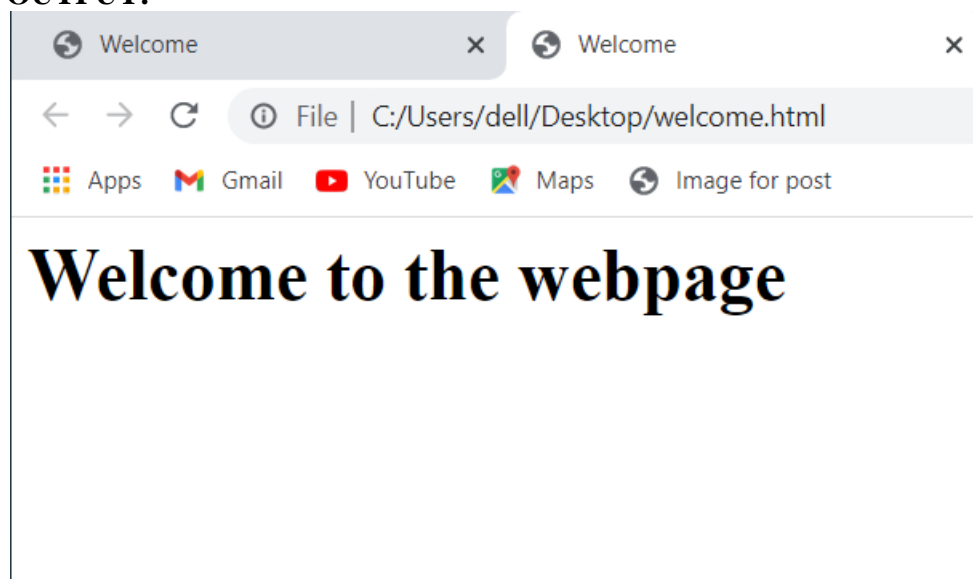 OUTPUT:
Welcome Welcome
File C:/Users/dell/Desktop/welcome.html
Apps Gmail YouTube Maps Image for post
Welcome to the webpage